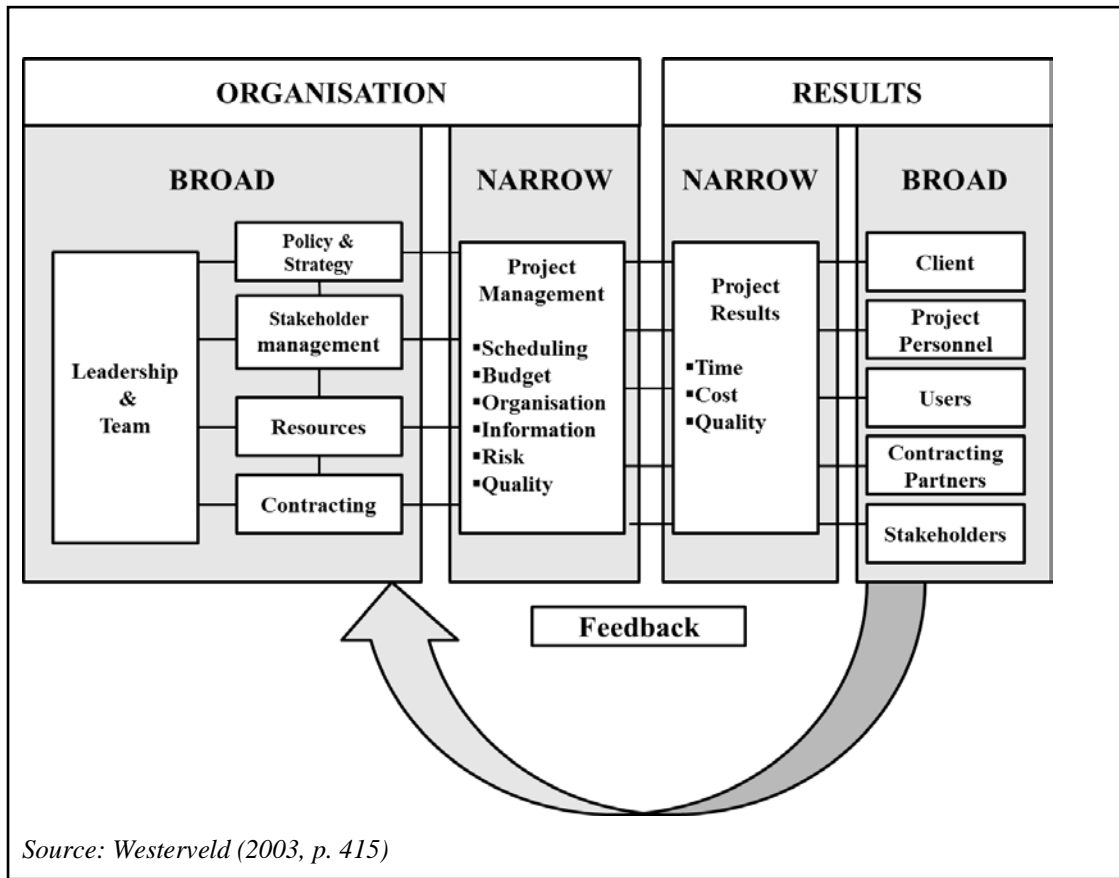 ORGANISATION
RESULTS
BROAD
NARROW
NARROW
BROAD
Leadership
&
Team
Policy &
Strategy
Stakeholder
management
Resources
Contracting
Project
Management
▪Scheduling
▪Budget
▪Organisation
▪Information
▪Risk
▪Quality
Project
Results
▪Time
▪Cost
▪Quality
Client
Project
Personnel
Users
Contracting
Partners
Stakeholders
Feedback
Source: Westerveld (2003, p. 415)